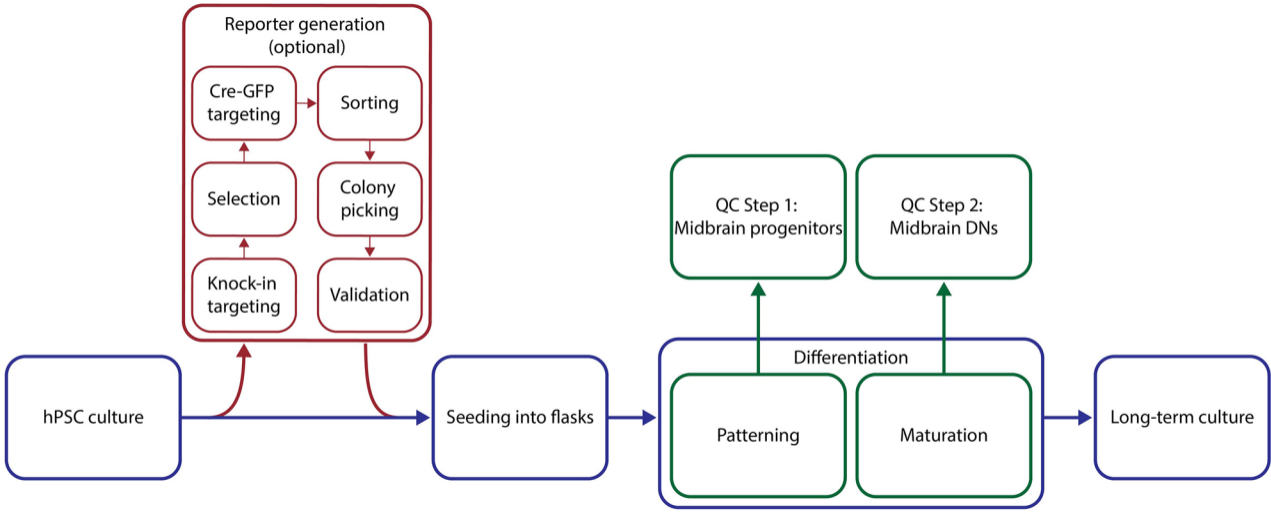 Reporter generation
(optional)
Cre-GFP
targeting
Sorting
Selection
Colony
picking
Knock-in
targeting
Validation
QC Step 1:
Midbrain progenitors
QC Step 2:
Midbrain DNs
hPSC culture
Seeding into flasks
Differentiation
Patterning
Maturation
Long-term culture